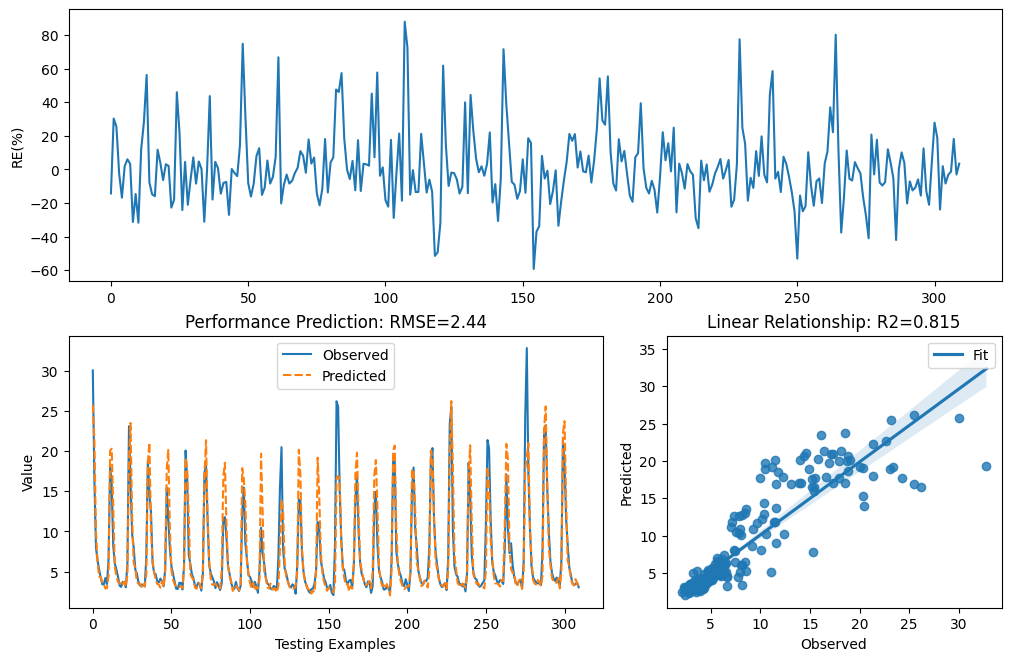 RE(%)
80
60
40
20
0
−20
−40
−60
0 50 100 150 200 250 300
Performance Prediction: RMSE=2.44
Observed
Predicted
Value
30
25
20
15
10
5
0 50 100 150 200 250 300
Testing Examples
Linear Relationship: R2=0.815
Fit
Predicted
35
30
25
20
15
10
5
5 10 15 20 25 30
Observed